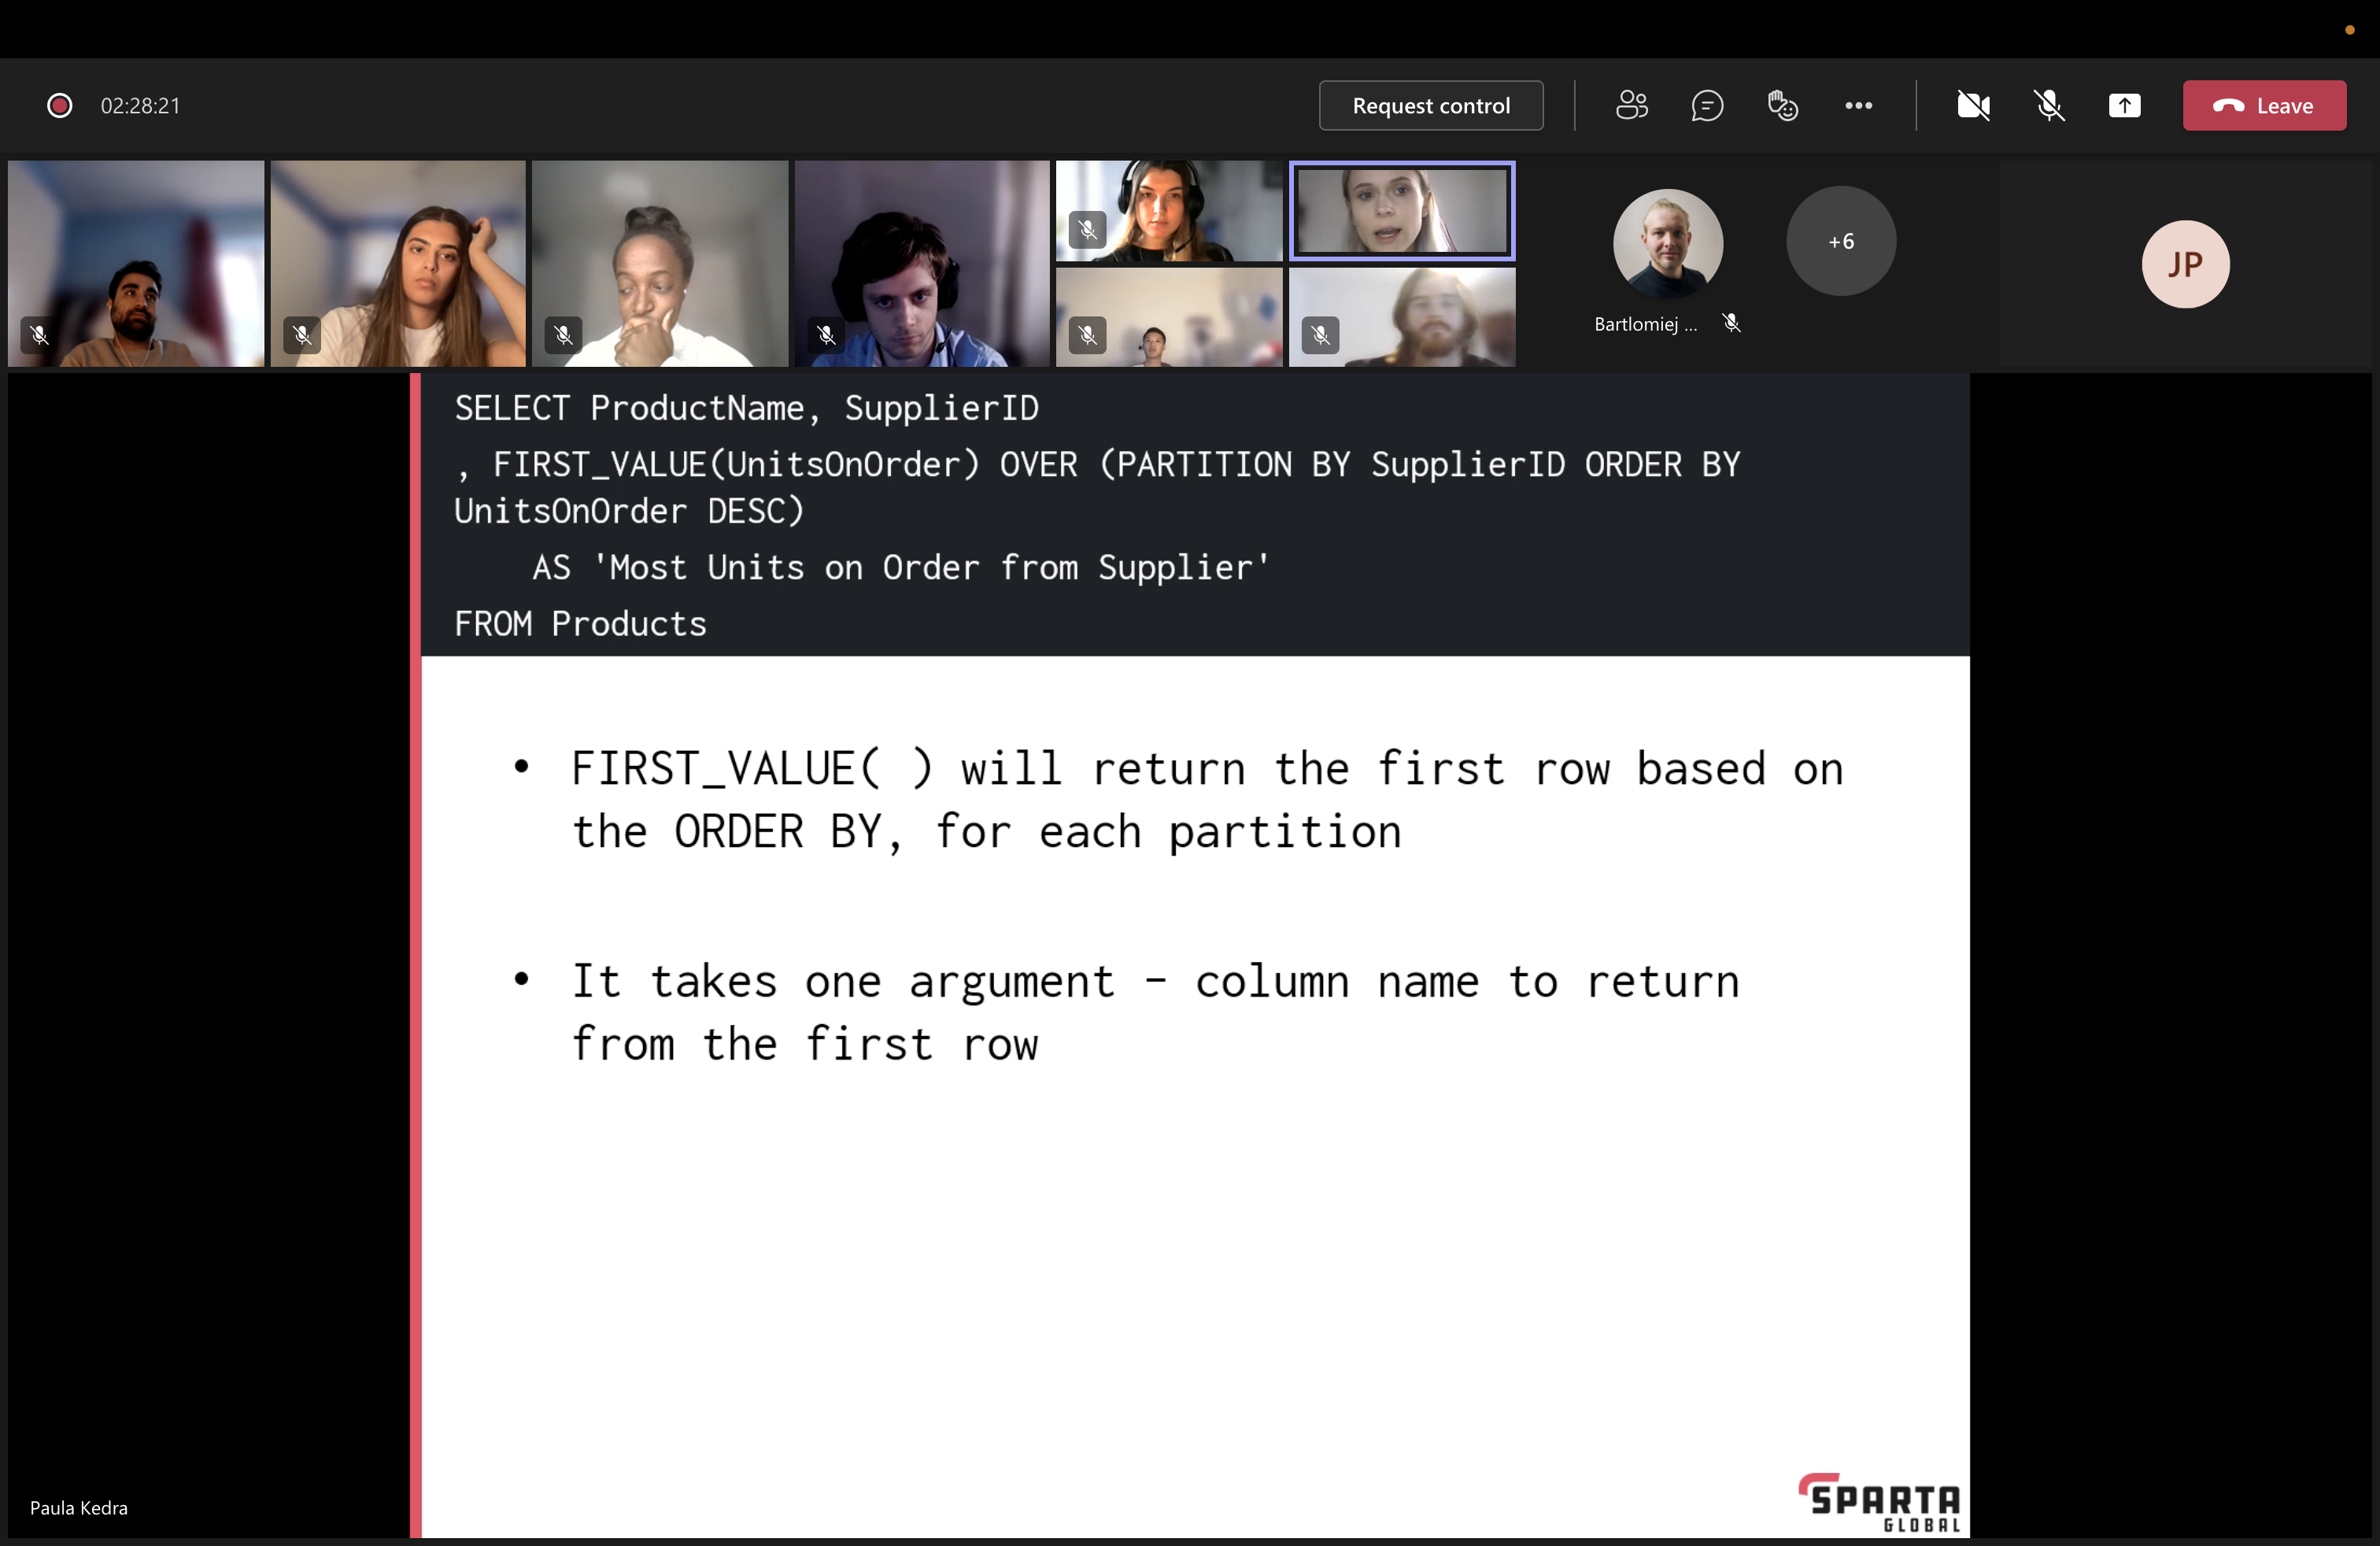 02:28:21
Request control
Leave
+6
JP
Bartlomiej ...
SELECT ProductName, SupplierID
, FIRST_VALUE(UnitsOnOrder) OVER (PARTITION BY SupplierID ORDER BY
UnitsOnOrder DESC)
AS 'Most Units on Order from Supplier'
FROM Products
• FIRST_VALUE( ) will return the first row based on
the ORDER BY, for each partition
• It takes one argument – column name to return
from the first row
Paula Kedra
SPARTA
GLOBAL